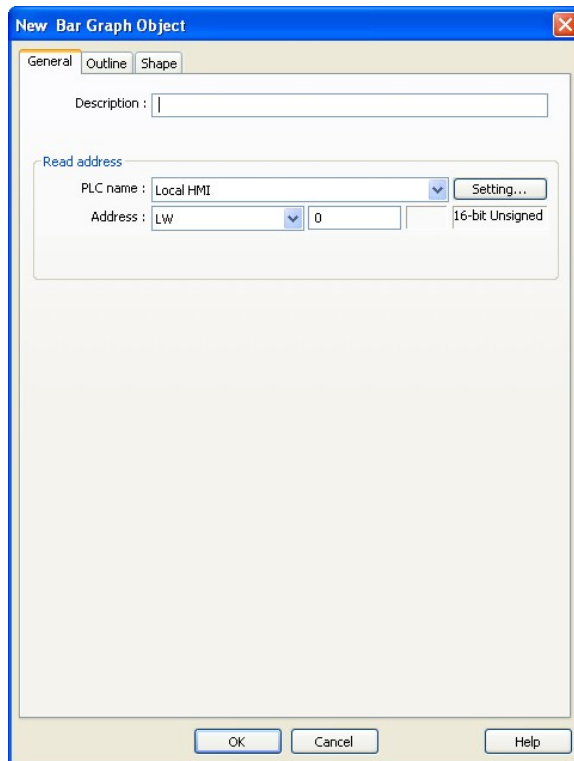 New Bar Graph Object
General Outline Shape
Description :
Read address
PLC name : Local HMI Setting...
Address : LW 0 16-bit Unsigned
OK Cancel Help